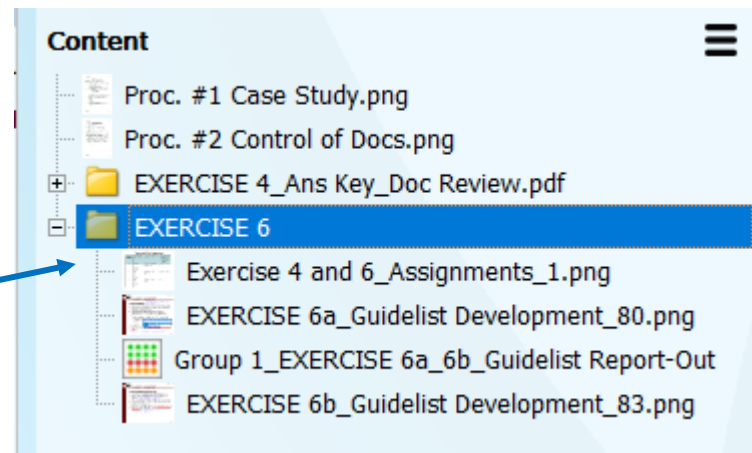 Content
Proc. #1 Case Study.png
Proc. #2 Control of Docs.png
EXERCISE 4_Ans Key_Doc Review.pdf
EXERCISE 6
Exercise 4 and 6_Assignments_1.png
EXERCISE 6a_Guidelist Development_80.png
Group 1_EXERCISE 6a_6b_Guidelist Report-Out
EXERCISE 6b_Guidelist Development_83.png